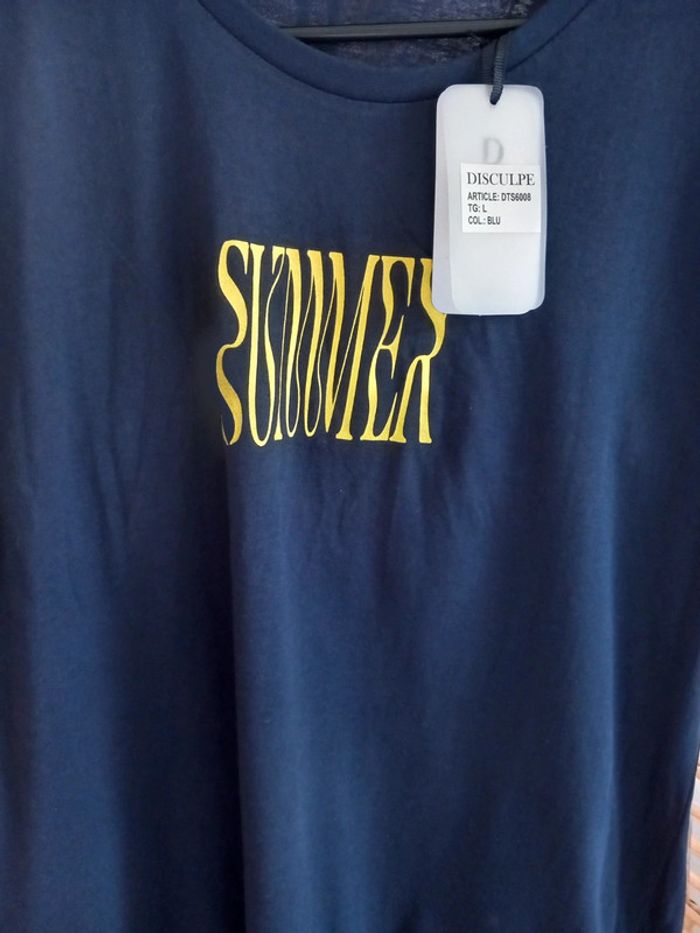 D
DISCULPE
ARTICLE: DTS6008
TG: L
COL.: BLU
SUMMER